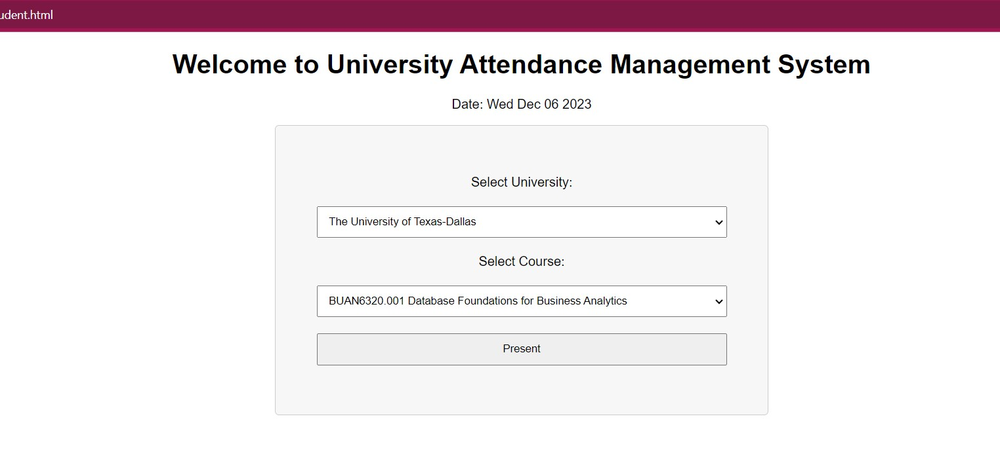 udent.html
Welcome to University Attendance Management System
Date: Wed Dec 06 2023
Select University:
The University of Texas-Dallas
Select Course:
BUAN6320.001 Database Foundations for Business Analytics
Present